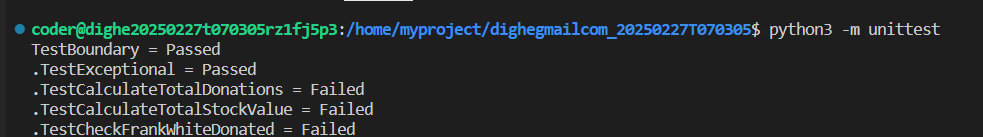 coder@dighe20250227t070305rz1fj5p3:/home/myproject/dighegmailcom_20250227T070305$ python3 -m unittest
TestBoundary = Passed
.TestExceptional = Passed
.TestCalculateTotalDonations = Failed
.TestCalculateTotalStockValue = Failed
.TestCheckFrankWhiteDonated = Failed